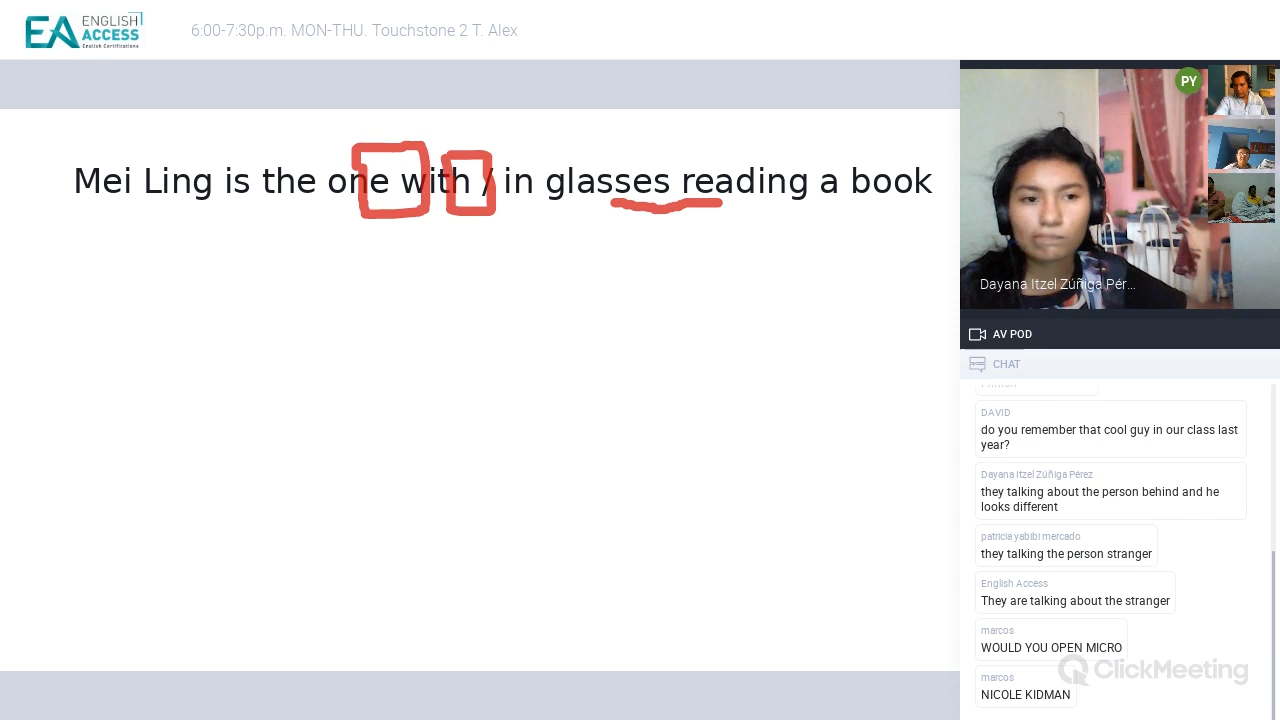 EA ENGLISH
ACCESS
English Certifications
6:00-7:30p.m. MON-THU. Touchstone 2 T. Alex
Mei Ling is the one with / in glasses reading a book
PY
Dayana Itzel Zúñiga Pér...
AV POD
CHAT
DAVID
do you remember that cool guy in our class last
year?
Dayana Itzel Zúñiga Pérez
they talking about the person behind and he
looks different
patricia yabibi mercado
they talking the person stranger
English Access
They are talking about the stranger
marcos
WOULD YOU OPEN MICRO
marcos
NICOLE KIDMAN
ClickMeeting